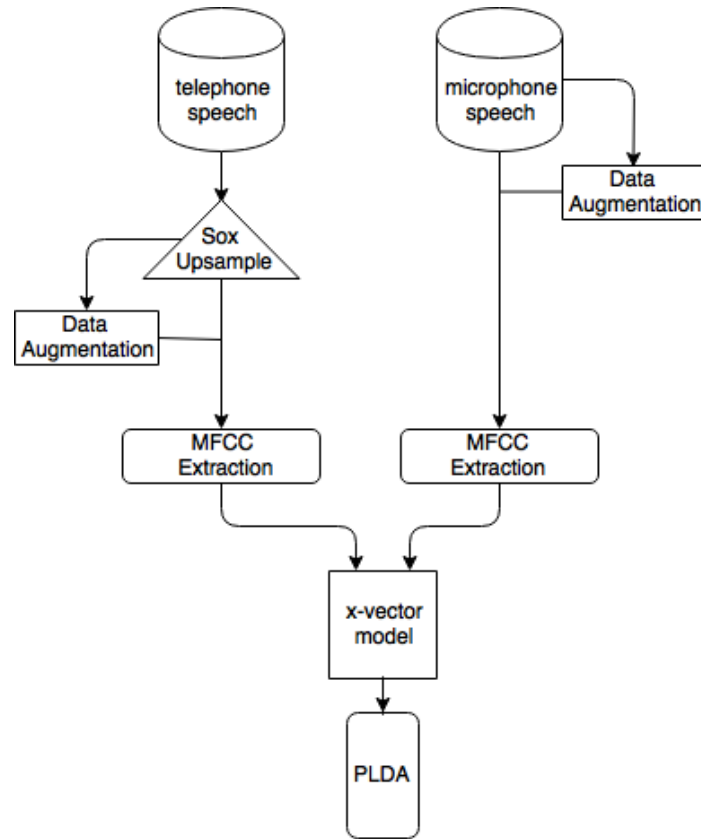 telephone
speech
microphone
speech
Data
Augmentation
Sox
Upsample
Data
Augmentation
MFCC
Extraction
MFCC
Extraction
x-vector
model
PLDA